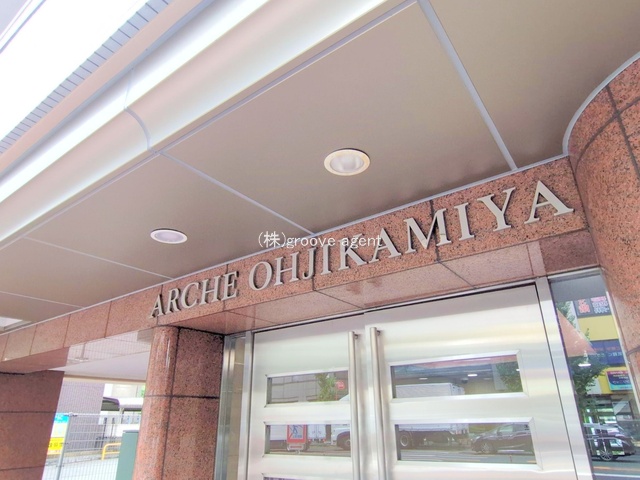 ARCHE OHJIKAMIYA
(株)groove agent